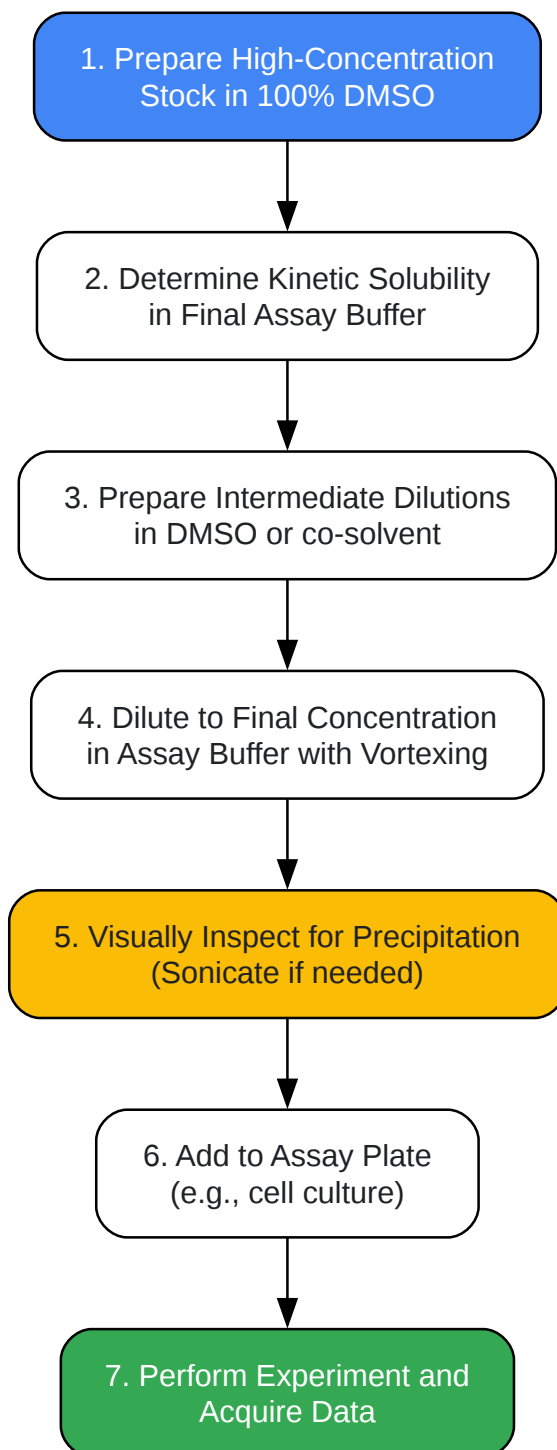 1. Prepare High-Concentration
Stock in 100% DMSO
2. Determine Kinetic Solubility
in Final Assay Buffer
3. Prepare Intermediate Dilutions
in DMSO or co-solvent
4. Dilute to Final Concentration
in Assay Buffer with Vortexing
5. Visually Inspect for Precipitation
(Sonicate if needed)
6. Add to Assay Plate
(e.g., cell culture)
7. Perform Experiment and
Acquire Data